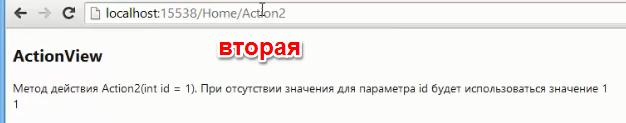 localhost:15538/Home/Action2
вторая
ActionView
Метод действия Action2(int id = 1). При отсутствии значения для параметра id будет использоваться значение 1
1